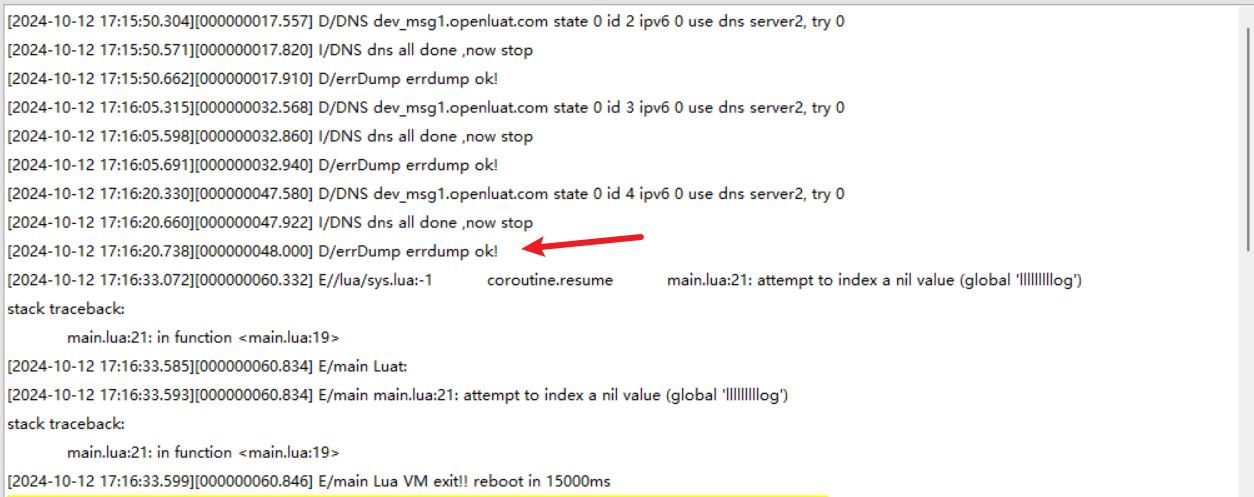 [2024-10-12 17:15:50.304][000000017.557] D/DNS dev_msg1.openluat.com state 0 id 2 ipv6 0 use dns server2, try 0
[2024-10-12 17:15:50.571][000000017.820] I/DNS dns all done ,now stop
[2024-10-12 17:15:50.662][000000017.910] D/errDump errdump ok!
[2024-10-12 17:16:05.315][000000032.568] D/DNS dev_msg1.openluat.com state 0 id 3 ipv6 0 use dns server2, try 0
[2024-10-12 17:16:05.598][000000032.860] I/DNS dns all done ,now stop
[2024-10-12 17:16:05.691][000000032.940] D/errDump errdump ok!
[2024-10-12 17:16:20.330][000000047.580] D/DNS dev_msg1.openluat.com state 0 id 4 ipv6 0 use dns server2, try 0
[2024-10-12 17:16:20.660][000000047.922] I/DNS dns all done ,now stop
[2024-10-12 17:16:20.738][000000048.000] D/errDump errdump ok!
[2024-10-12 17:16:33.072][000000060.332] E//lua/sys.lua:-1 coroutine.resume main.lua:21: attempt to index a nil value (global 'lllllllllog')
stack traceback:
main.lua:21: in function <main.lua:19>
[2024-10-12 17:16:33.585][000000060.834] E/main Luat:
[2024-10-12 17:16:33.593][000000060.834] E/main main.lua:21: attempt to index a nil value (global 'lllllllllog')
stack traceback:
main.lua:21: in function <main.lua:19>
[2024-10-12 17:16:33.599][000000060.846] E/main Lua VM exit!! reboot in 15000ms